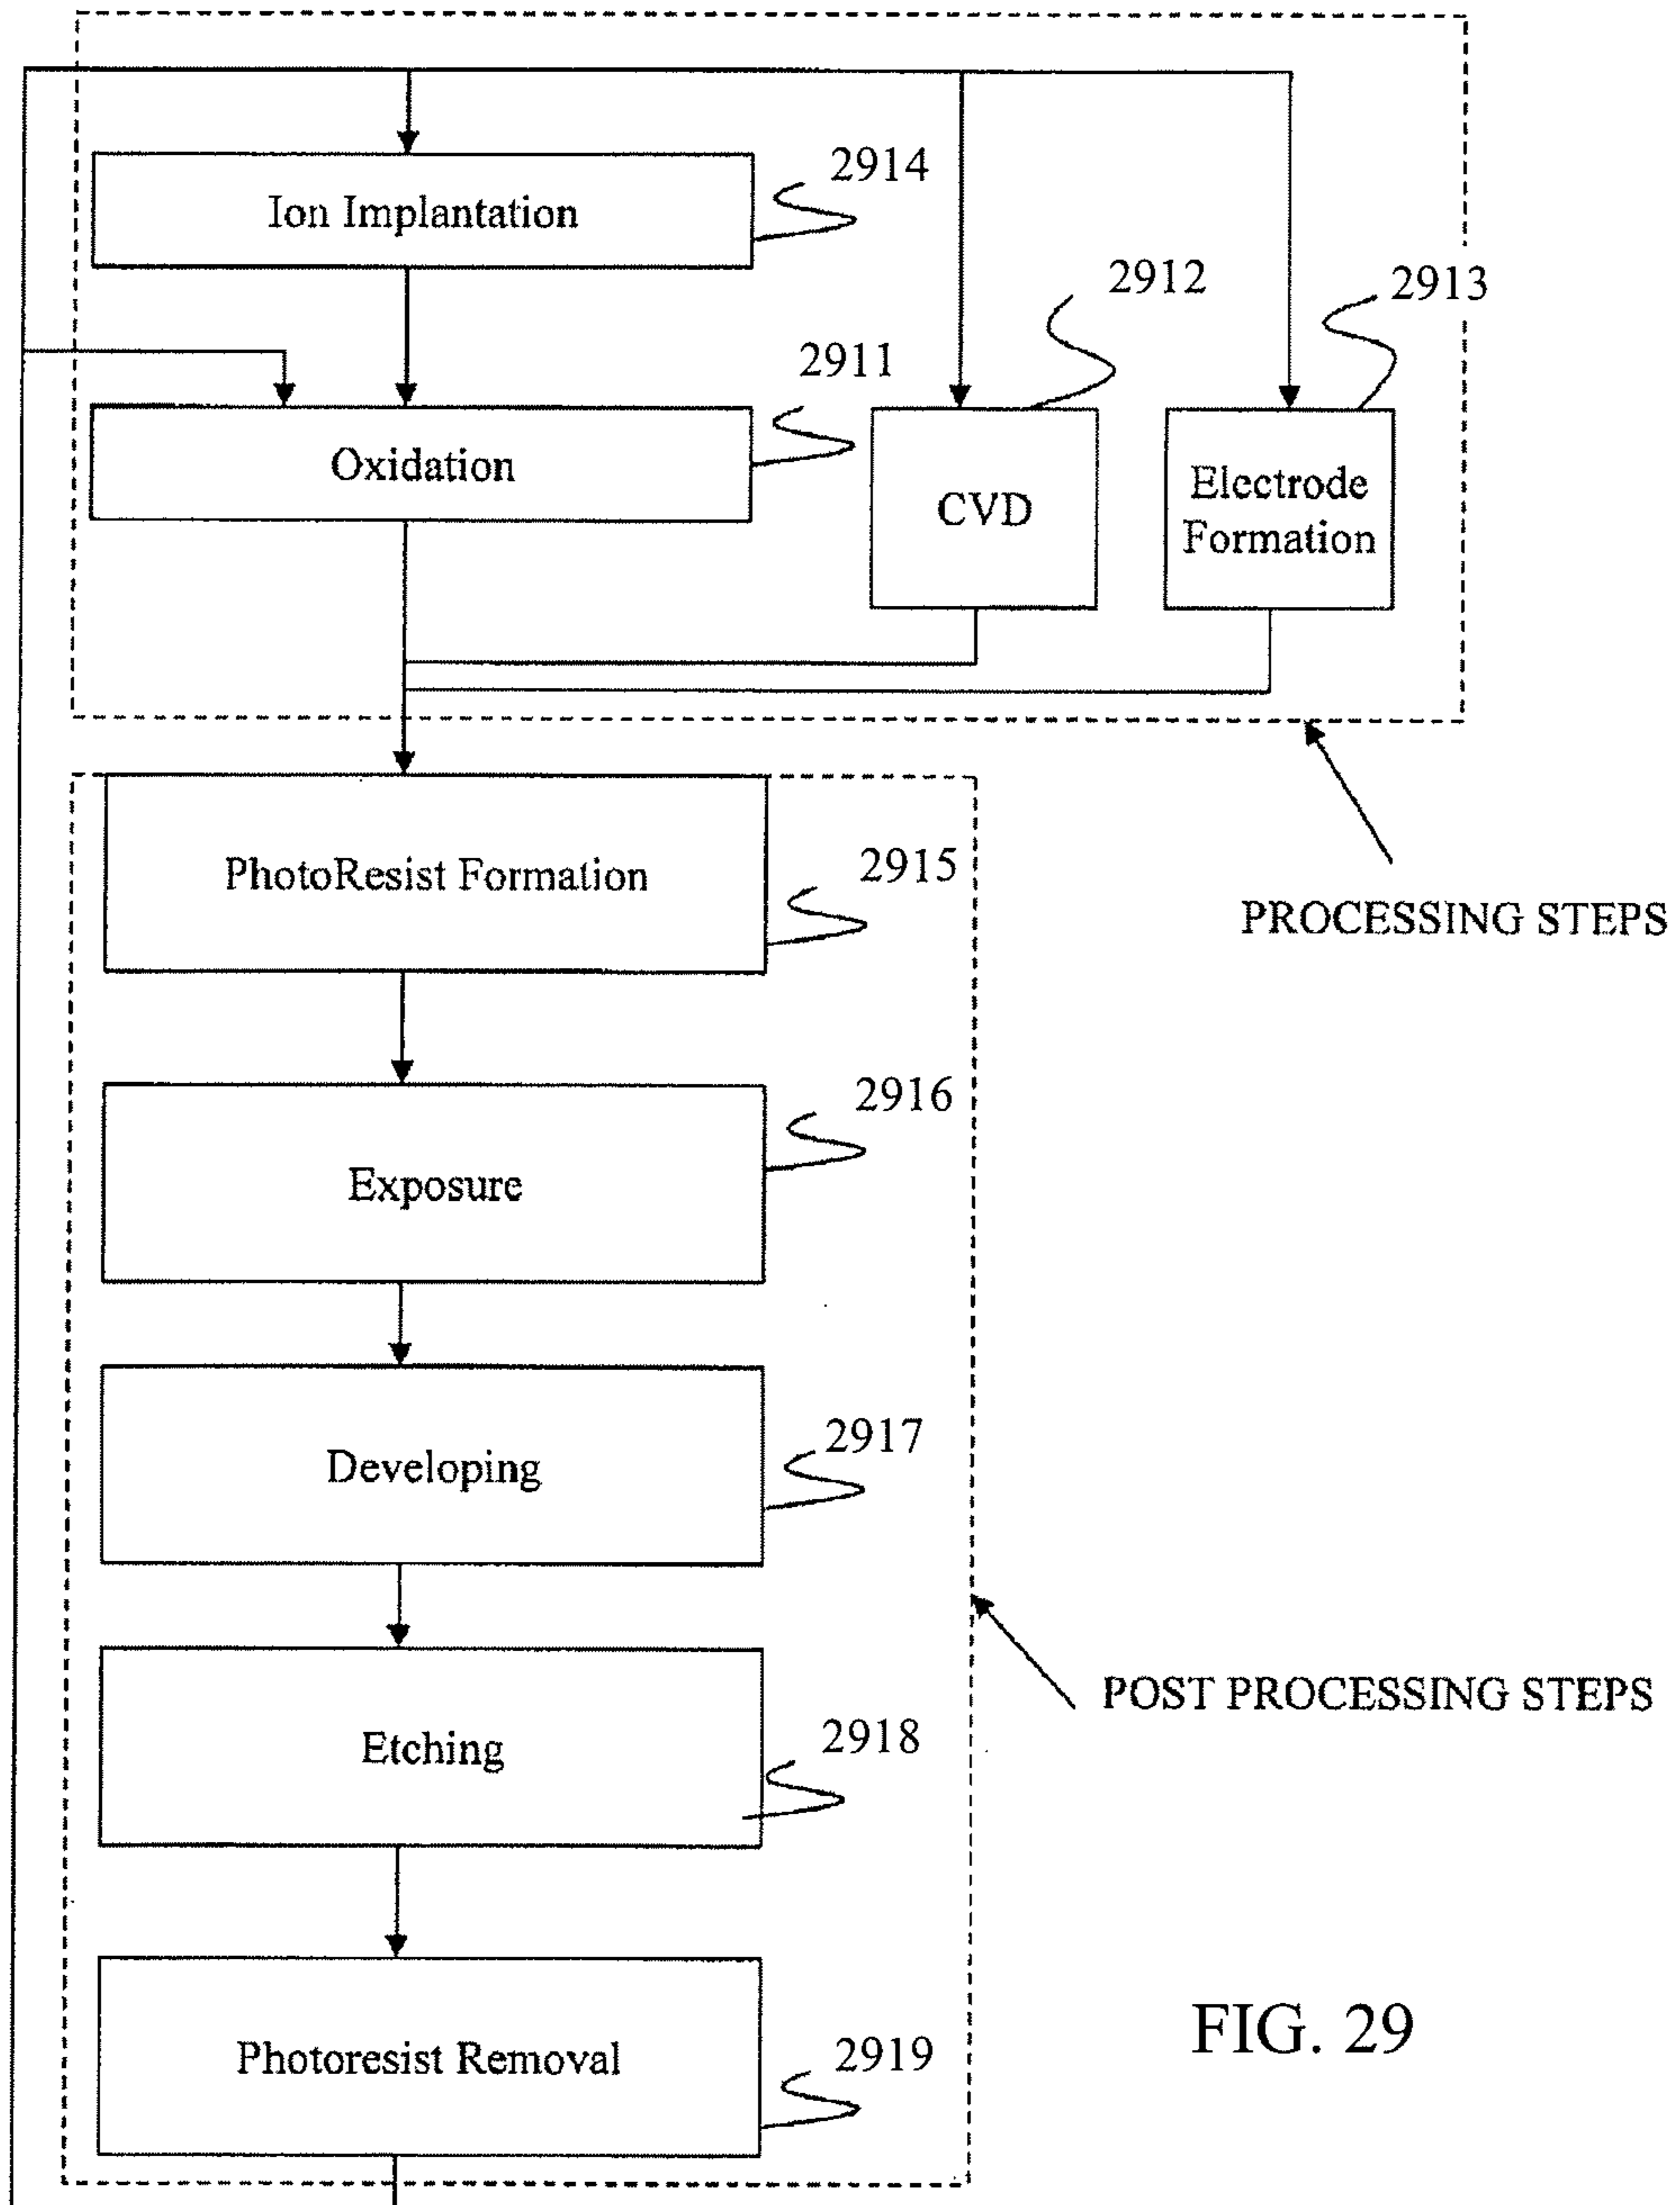 2914
Ion Implantation
2912
2913
2911
Oxidation
CVD
Electrode
Formation
PhotoResist Formation
2915
PROCESSING STEPS
2916
Exposure
2917
Developing
POST PROCESSING STEPS
2918
Etching
FIG. 29
Photoresist Removal
2919